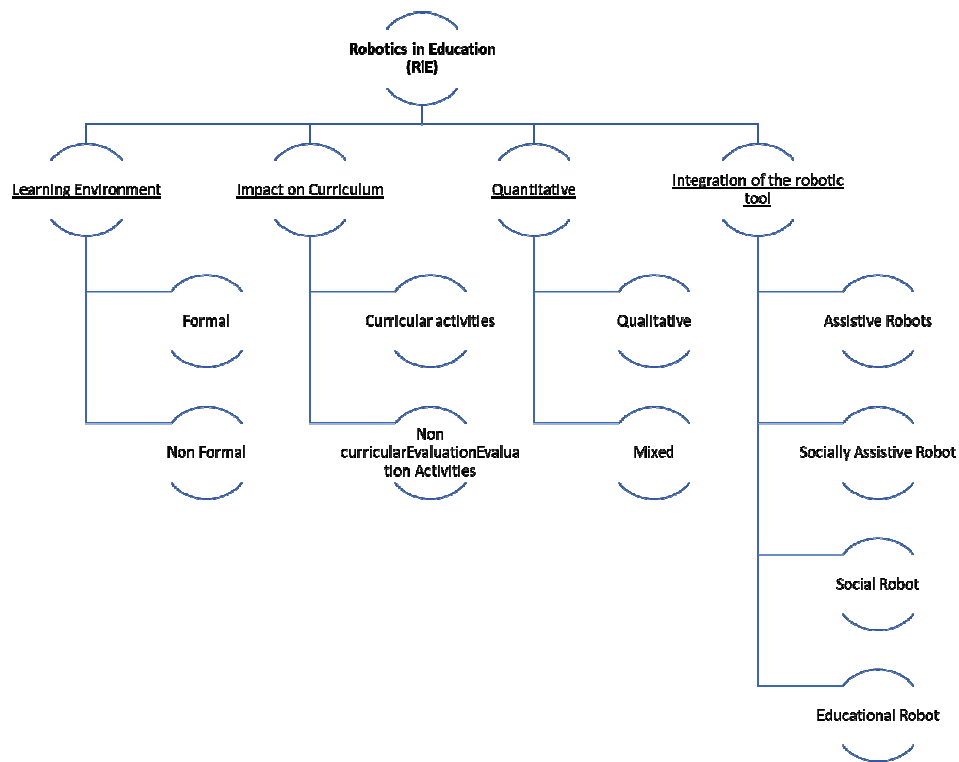 Robotics in Education
(RiE)
Learning Environment
Impact on Curriculum
Quantitative
Integration of the robotic
tool
Formal
Curricular activities
Qualitative
Assistive Robots
Non Formal
Non
curricularEvaluationEvalua
tion Activities
Mixed
Socially Assistive Robot
Social Robot
Educational Robot